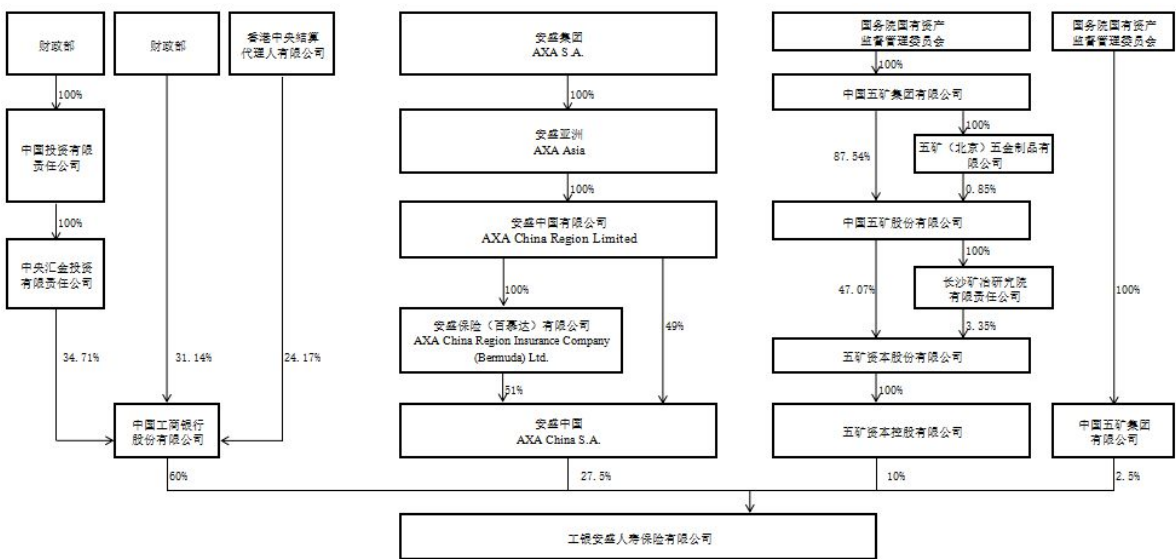 财政部
财政部
香港中央结算
代理人有限公司
安盛集团
AXA S.A.
国务院国有资产
监督管理委员会
国务院国有资产
监督管理委员会
100%
100%
100%
中国五矿集团有限公司
中国投资有限
责任公司
安盛亚洲
AXA Asia
87.54%
100%
五矿（北京）五金制品有
限公司
100%
100%
0.85%
中央汇金投资
有限责任公司
安盛中国有限公司
AXA China Region Limited
中国五矿股份有限公司
100%
49%
47.07%
100%
长沙矿冶研究院
有限责任公司
100%
34.71%
31.14%
24.17%
安盛保险（百慕达）有限公司
AXA China Region Insurance Company
(Bermuda) Ltd.
3.35%
五矿资本股份有限公司
51%
100%
中国工商银行
股份有限公司
安盛中国
AXA China S.A.
五矿资本控股有限公司
中国五矿集团
有限公司
60%
27.5%
10%
2.5%
工银安盛人寿保险有限公司